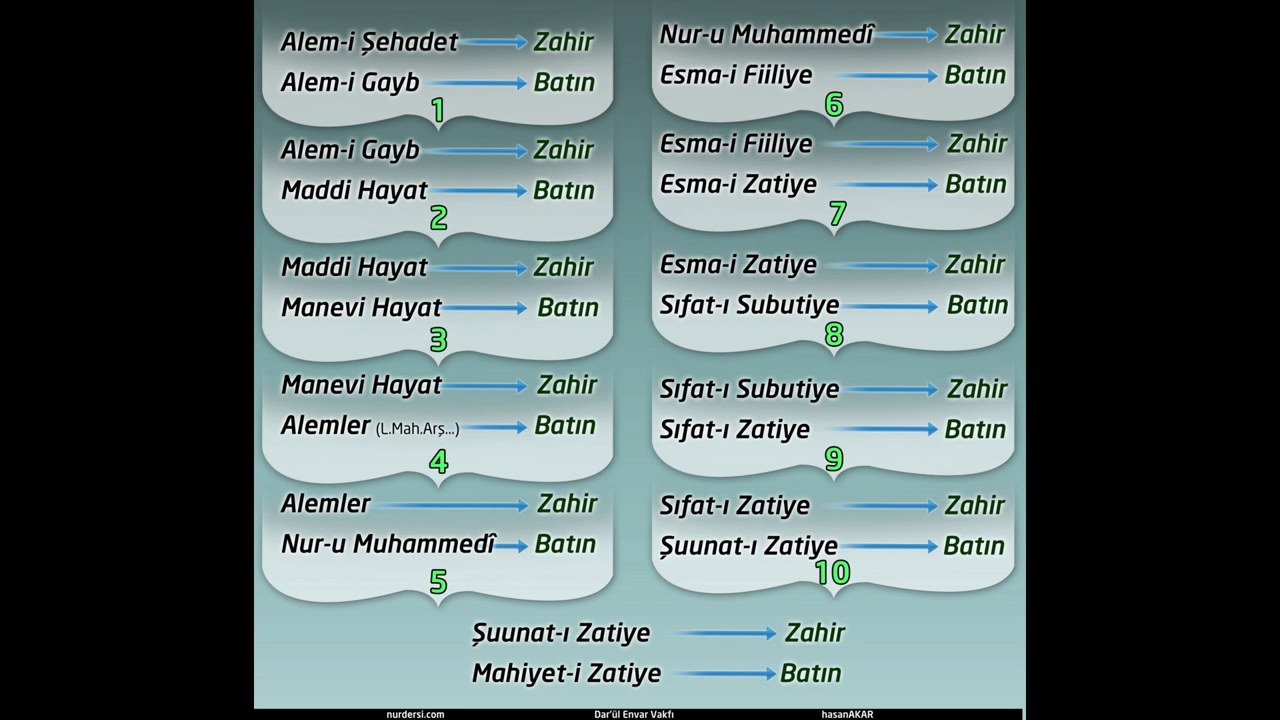 Alem-i Şehadet Zahir
Alem-i Gayb Batın
1
Alem-i Gayb Zahir
Maddi Hayat Batın
2
Maddi Hayat Zahir
Manevi Hayat Batın
3
Manevi Hayat Zahir
Alemler (L.Mah.Arş...) Batın
4
Alemler Zahir
Nur-u Muhammedî Batın
5
Nur-u Muhammedî Zahir
Esma-i Fiiliye Batın
6
Esma-i Fiiliye Zahir
Esma-i Zatiye Batın
7
Esma-i Zatiye Zahir
Sıfat-ı Subutiye Batın
8
Sıfat-ı Subutiye Zahir
Sıfat-ı Zatiye Batın
9
Sıfat-ı Zatiye Zahir
Şuunat-ı Zatiye Batın
10
Şuunat-ı Zatiye Zahir
Mahiyet-i Zatiye Batın
nurdersi.com Dar'ül Envar Vakfı hasanAKAR